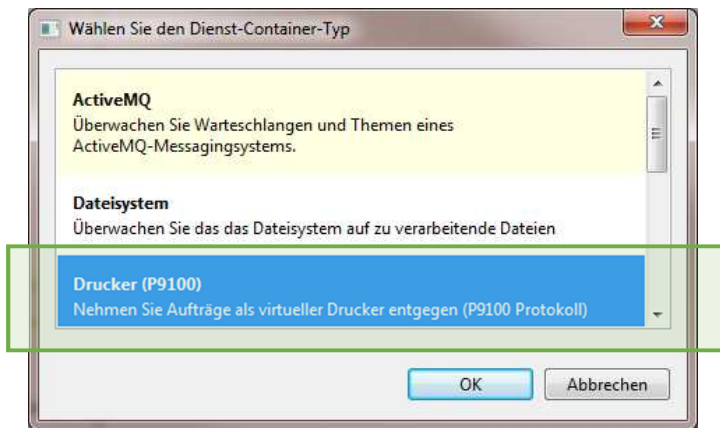 Wählen Sie den Dienst-Container-Typ
ActiveMQ
Überwachen Sie Warteschlangen und Themen eines
ActiveMQ-Messagingsystems.
Dateisystem
Überwachen Sie das das Dateisystem auf zu verarbeitende Dateien
Drucker (P9100)
Nehmen Sie Aufträge als virtueller Drucker entgegen (P9100 Protokoll)
OK Abbrechen